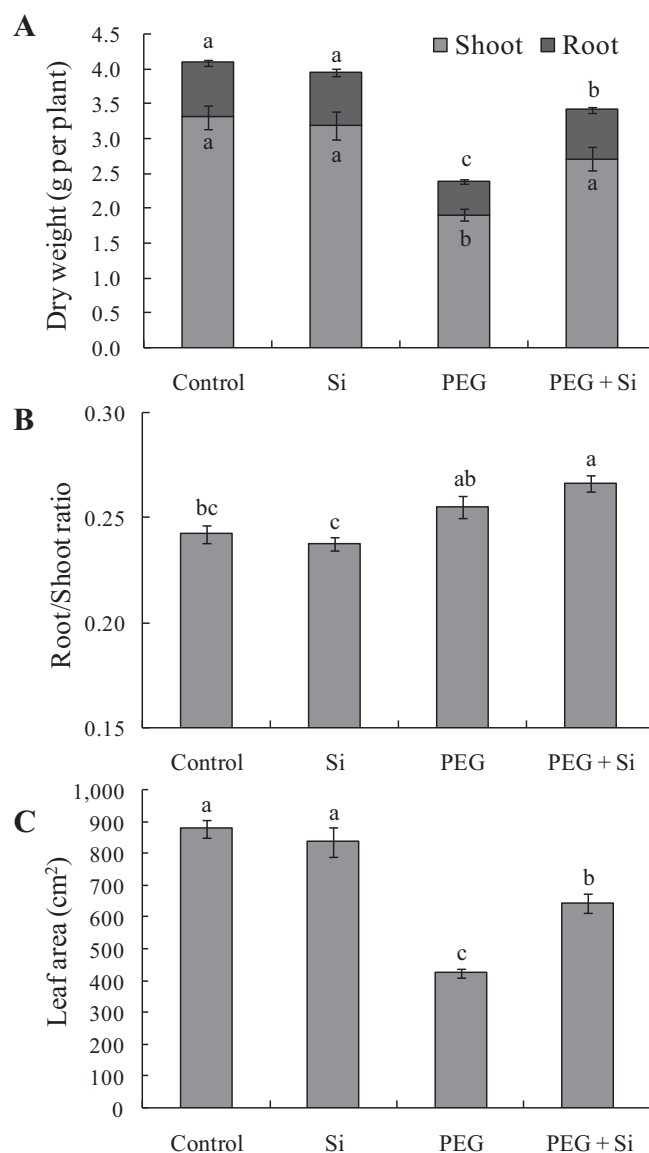 A
Dry weight (g per plant)
4.5
4.0
3.5
3.0
2.5
2.0
1.5
1.0
0.5
0.0
Shoot Root
a a c b
a a b a
Control Si PEG PEG + Si
B
Root/Shoot ratio
0.30
0.25
0.20
0.15
bc c ab a
Control Si PEG PEG + Si
C
Leaf area (cm²)
1,000
900
800
700
600
500
400
300
200
100
0
a a c b
Control Si PEG PEG + Si